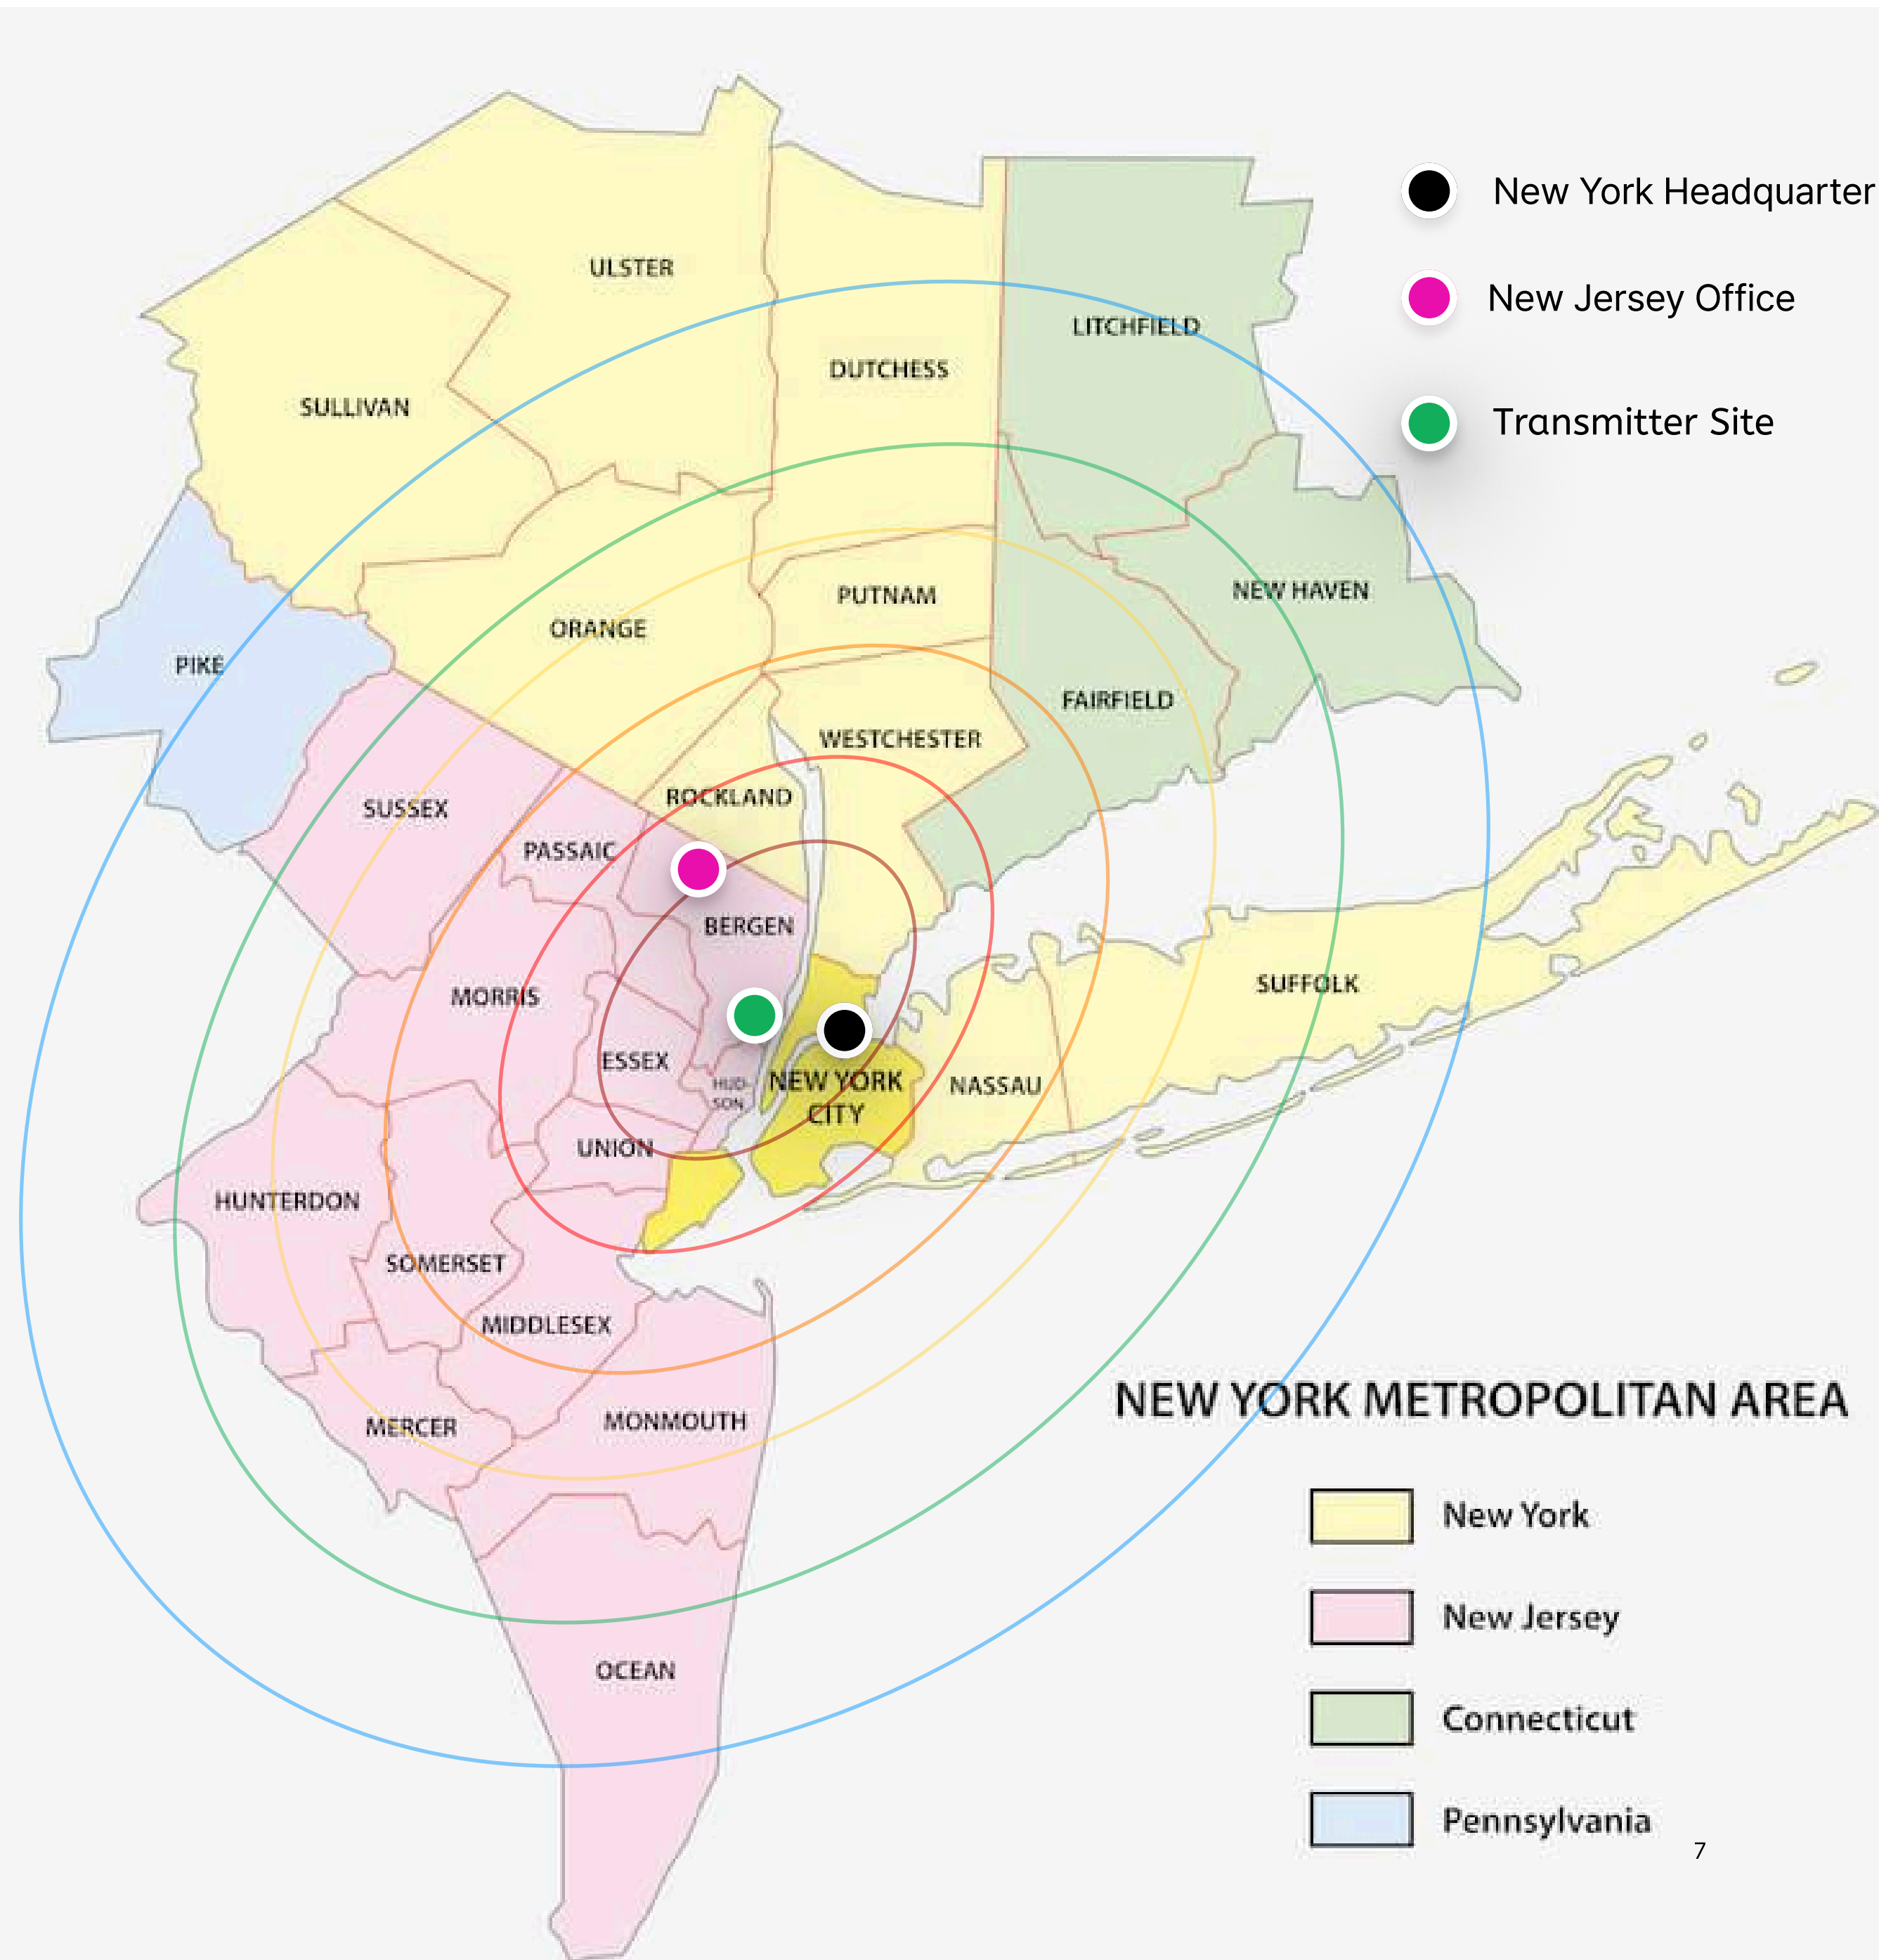 New York Headquarter
New Jersey Office
Transmitter Site
ULSTER
LITCHFIELD
DUTCHESS
SULLIVAN
NEW HAVEN
PUTNAM
ORANGE
PIKE
FAIRFIELD
WESTCHESTER
ROCKLAND
SUSSEX
PASSAIC
BERGEN
SUFFOLK
MORRIS
ESSEX
HUD-
SON
NEW YORK
CITY
NASSAU
UNION
HUNTERDON
SOMERSET
MIDDLESEX
MERCER
MONMOUTH
OCEAN
NEW YORK METROPOLITAN AREA
New York
New Jersey
Connecticut
Pennsylvania
7